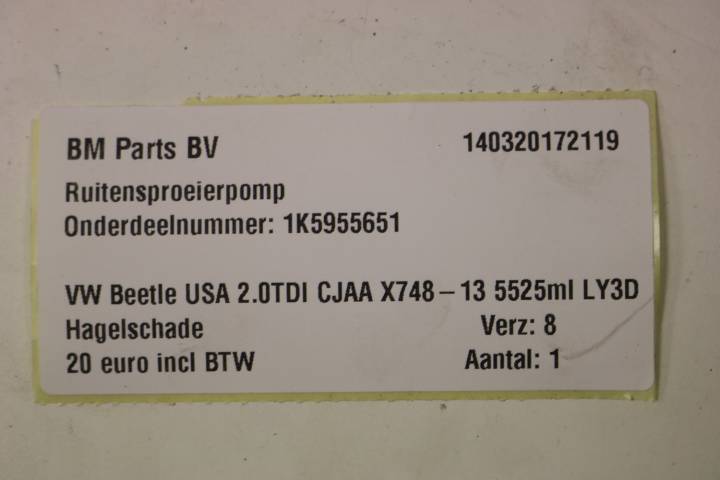 BM Parts BV 140320172119
Ruitensproeierpomp
Onderdeelnummer: 1K5955651
VW Beetle USA 2.0TDI CJAA X748 – 13 5525ml LY3D
Hagelschade Verz: 8
20 euro incl BTW Aantal: 1